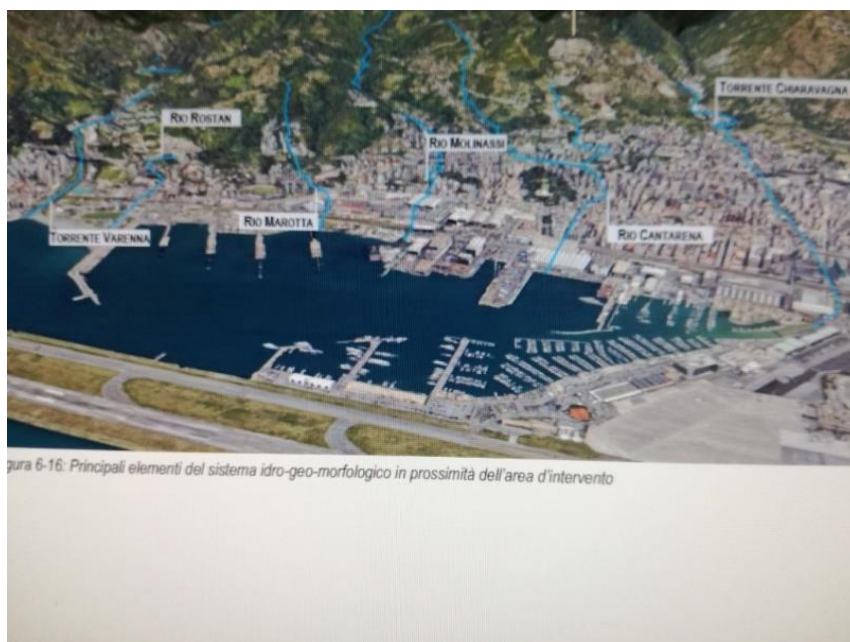 TORRENTE CHIARAVAGNA
RIO ROSTAN
RIO MOLINASSI
RIO MAROTTA
TORRENTE VARENNA
RIO CANTARENA
gura 6-16: Principali elementi del sistema idro-geo-morfologico in prossimità dell'area d'intervento